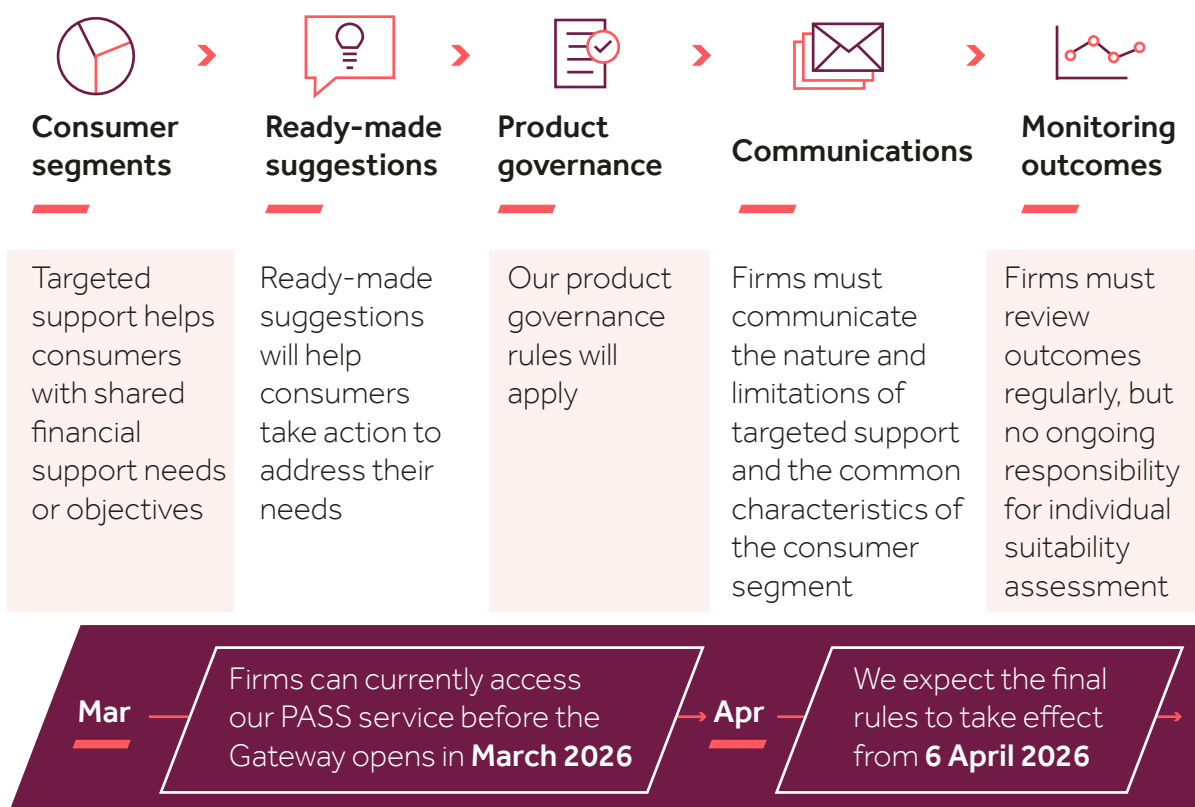 Consumer
segments
Ready-made
suggestions
Product
governance
Communications
Monitoring
outcomes
Targeted
support helps
consumers
with shared
financial
support needs
or objectives
Ready-made
suggestions
will help
consumers
take action to
address their
needs
Our product
governance
rules will
apply
Firms must
communicate
the nature and
limitations of
targeted support
and the common
characteristics of
the consumer
segment
Firms must
review
outcomes
regularly, but
no ongoing
responsibility
for individual
suitability
assessment
Mar
Firms can currently access
our PASS service before the
Gateway opens in March 2026
Apr
We expect the final
rules to take effect
from 6 April 2026